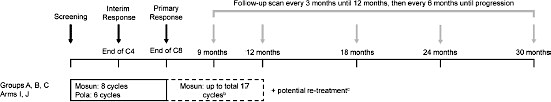 Follow-up scan every 3 months until 12 months, then every 6 months until progression
Screening
Interim
Response
Primary
Response
End of C4
End of C8
9 months
12 months
18 months
24 months
30 months
Groups A, B, C
Arms I, J
Mosun: 8 cycles
Pola: 6 cycles
Mosun: up to total 17
cyclesᵇ
+ potential re-treatmentᶜ